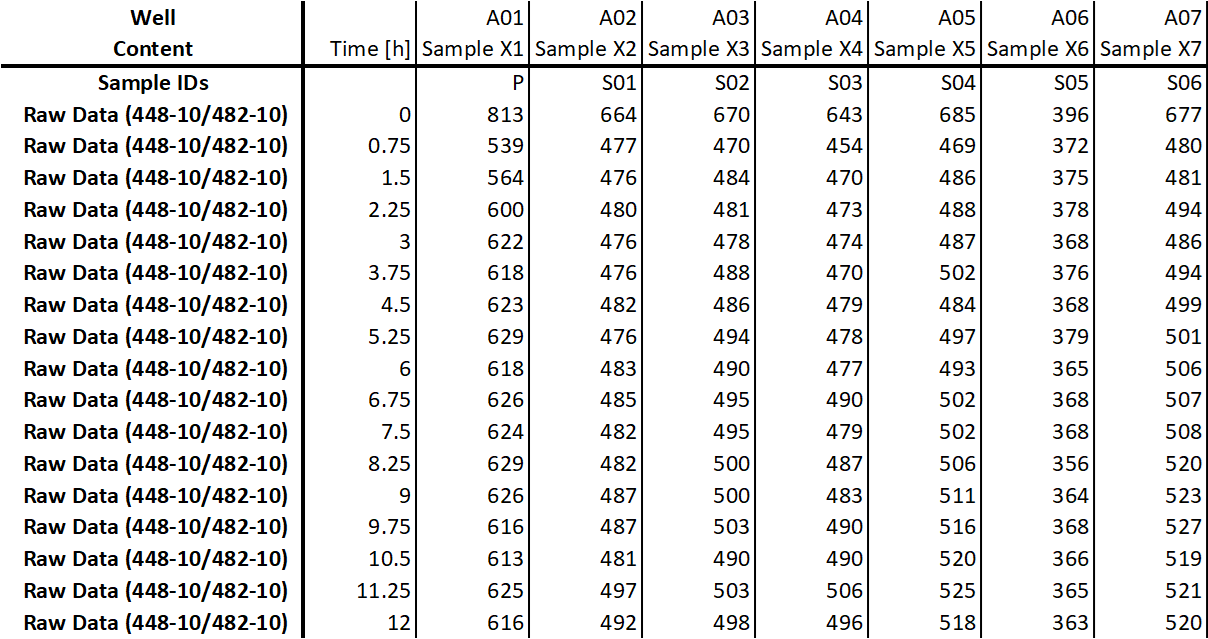 Well A01 A02 A03 A04 A05 A06 A07
Content Time [h] Sample X1 Sample X2 Sample X3 Sample X4 Sample X5 Sample X6 Sample X7
Sample IDs P S01 S02 S03 S04 S05 S06
Raw Data (448-10/482-10) 0 813 664 670 643 685 396 677
Raw Data (448-10/482-10) 0.75 539 477 470 454 469 372 480
Raw Data (448-10/482-10) 1.5 564 476 484 470 486 375 481
Raw Data (448-10/482-10) 2.25 600 480 481 473 488 378 494
Raw Data (448-10/482-10) 3 622 476 478 474 487 368 486
Raw Data (448-10/482-10) 3.75 618 476 488 470 502 376 494
Raw Data (448-10/482-10) 4.5 623 482 486 479 484 368 499
Raw Data (448-10/482-10) 5.25 629 476 494 478 497 379 501
Raw Data (448-10/482-10) 6 618 483 490 477 493 365 506
Raw Data (448-10/482-10) 6.75 626 485 495 490 502 368 507
Raw Data (448-10/482-10) 7.5 624 482 495 479 502 368 508
Raw Data (448-10/482-10) 8.25 629 482 500 487 506 356 520
Raw Data (448-10/482-10) 9 626 487 500 483 511 364 523
Raw Data (448-10/482-10) 9.75 616 487 503 490 516 368 527
Raw Data (448-10/482-10) 10.5 613 481 490 490 520 366 519
Raw Data (448-10/482-10) 11.25 625 497 503 506 525 365 521
Raw Data (448-10/482-10) 12 616 492 498 496 518 363 520